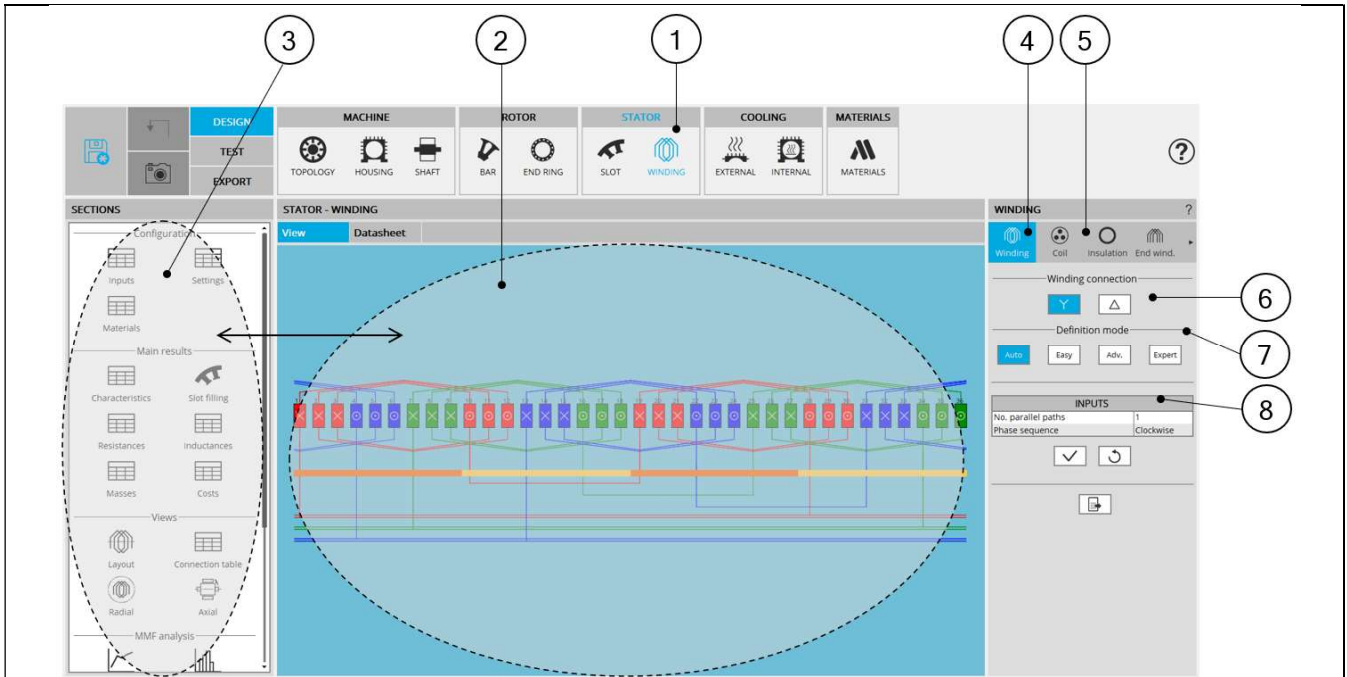 3
2
1
4
5
DESIGN
TEST
EXPORT
MACHINE
TOPOLOGY
HOUSING
SHAFT
ROTOR
BAR
END RING
STATOR
SLOT
WINDING
COOLING
EXTERNAL
INTERNAL
MATERIALS
MATERIALS
?
SECTIONS
Configuration
Inputs
Settings
Materials
Main results
Characteristics
Slot filling
Resistances
Inductances
Masses
Costs
Views
Layout
Connection table
Radial
Axial
MMF analysis
STATOR - WINDING
View
Datasheet
WINDING ?
Winding
Coil
Insulation
End wind.
Winding connection
Y
Δ
6
Definition mode
Auto
Easy
Adv.
Expert
7
INPUTS
No. parallel paths 1
Phase sequence Clockwise
8